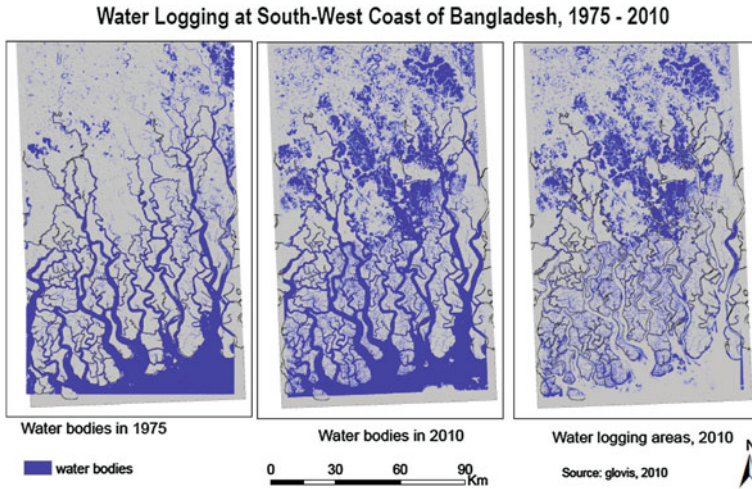 Water Logging at South-West Coast of Bangladesh, 1975 - 2010
Water bodies in 1975
Water bodies in 2010
Water logging areas, 2010
water bodies
0 30 60 90
Km
Source: glovis, 2010
N